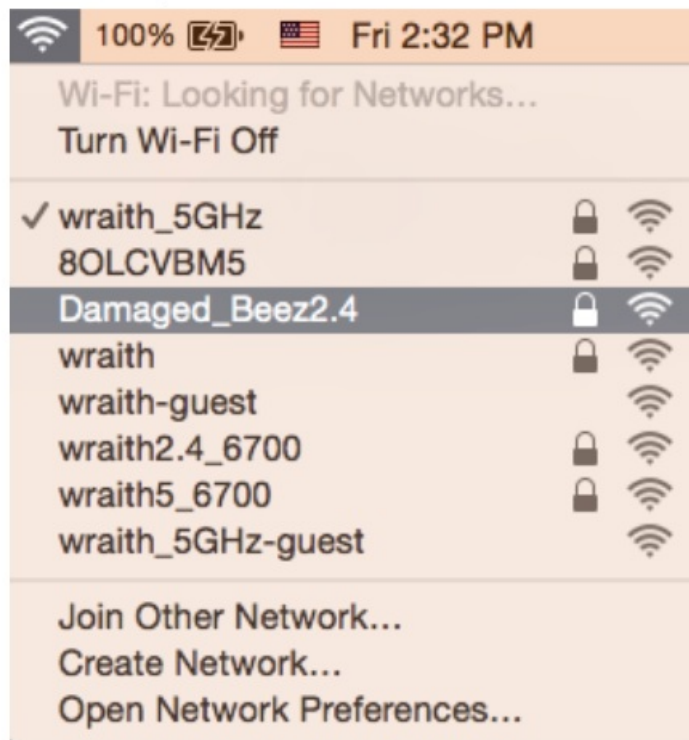 100% Fri 2:32 PM
Wi-Fi: Looking for Networks...
Turn Wi-Fi Off
wraith_5GHz
8OLCVBM5
Damaged_Beez2.4
wraith
wraith-guest
wraith2.4_6700
wraith5_6700
wraith_5GHz-guest
Join Other Network...
Create Network...
Open Network Preferences...